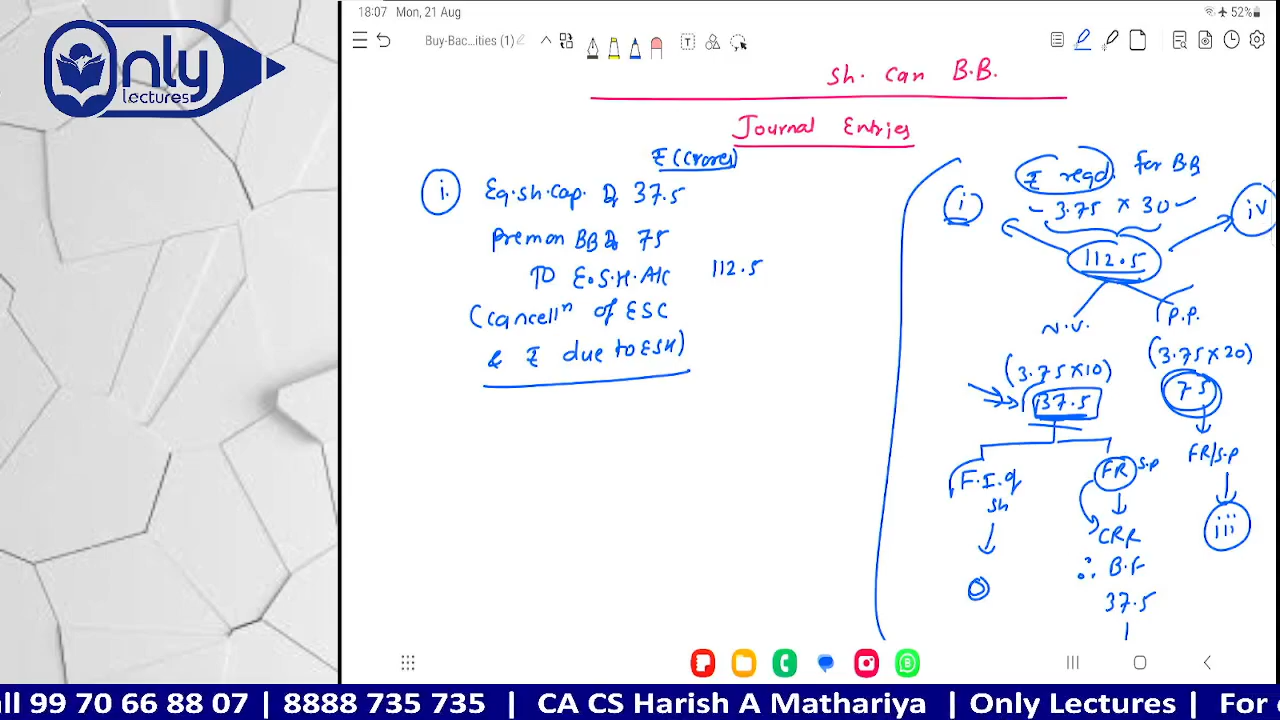 Only
lectures
18:07 Mon, 21 Aug
52%
Buy-Bac...ities (1)
Sh. can B.B.
Journal Entries
₹ (Crores)
i. Eq. sh. cap. Dr 37.5
Prem on BB Dr 75
TO E.S.H. A/c 112.5
(cancellⁿ of ESC
& ₹ due to ESH)
₹ reqd. for BB
i
3.75 × 30
iv
112.5
N.V.
P.P.
(3.75×10)
(3.75×20)
37.5
75
F.I. of
sh
FR S.P
FR/S.P
0
CRR
iii
∴ B.F
37.5
all 99 70 66 88 07 | 8888 735 735 | CA CS Harish A Mathariya | Only Lectures | For